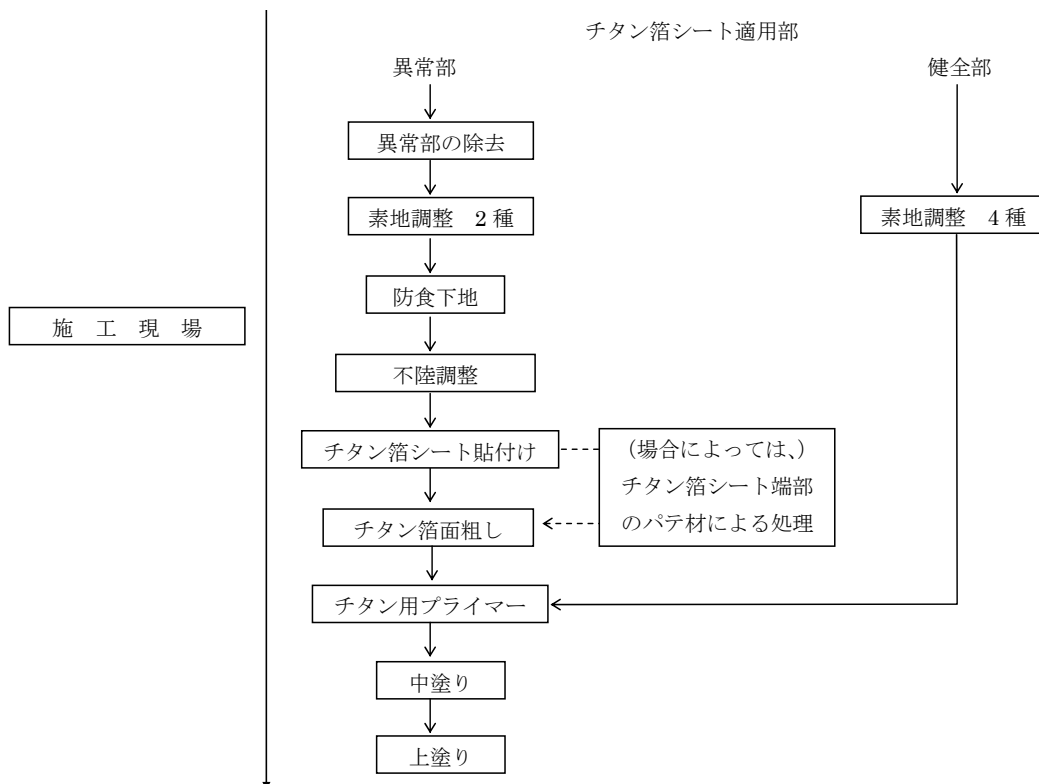 チタン箔シート適用部
異常部
健全部
異常部の除去
素地調整　2 種
素地調整　4 種
防食下地
施　工　現　場
不陸調整
チタン箔シート貼付け
（場合によっては、）
チタン箔シート端部
のパテ材による処理
チタン箔面粗し
チタン用プライマー
中塗り
上塗り